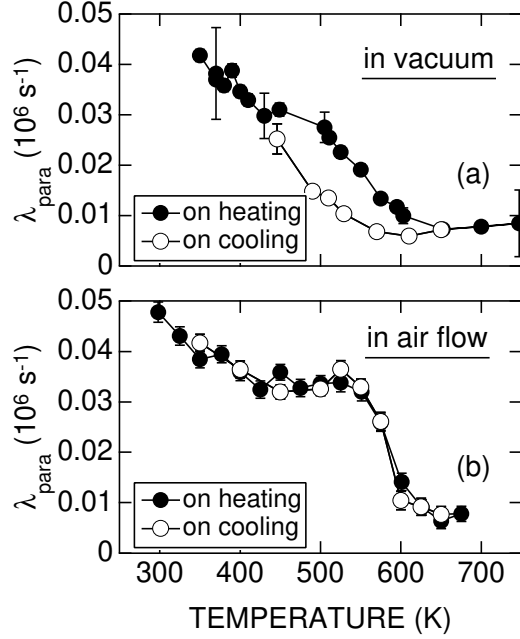 0.05
in vacuum
0.04
0.03
0.02
(a)
0.01
0
λpara (10⁶ s⁻¹)
on heating
on cooling
0.05
in air flow
0.04
0.03
0.02
(b)
0.01
0
λpara (10⁶ s⁻¹)
on heating
on cooling
300 400 500 600 700
TEMPERATURE (K)